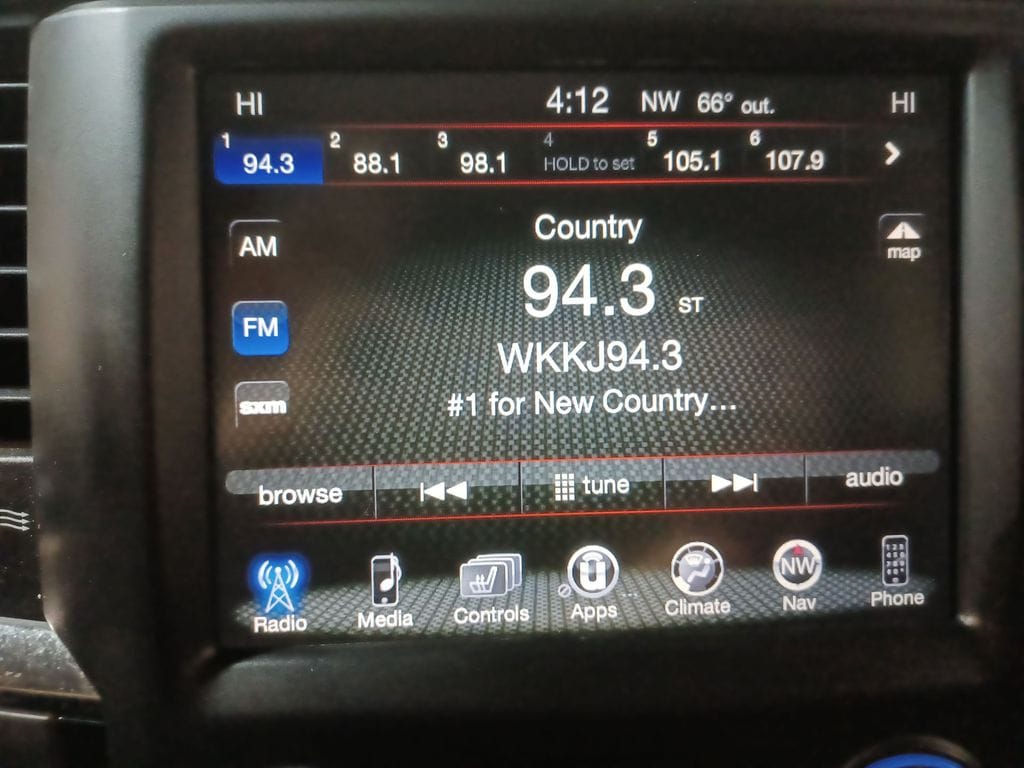 HI 4:12 NW 66° out. HI
1 94.3 2 88.1 3 98.1 4 HOLD to set 5 105.1 6 107.9
AM
FM
sxm
Country
94.3 ST
WKKJ94.3
#1 for New Country...
map
browse tune audio
NW
Radio Media Controls Apps Climate Nav Phone